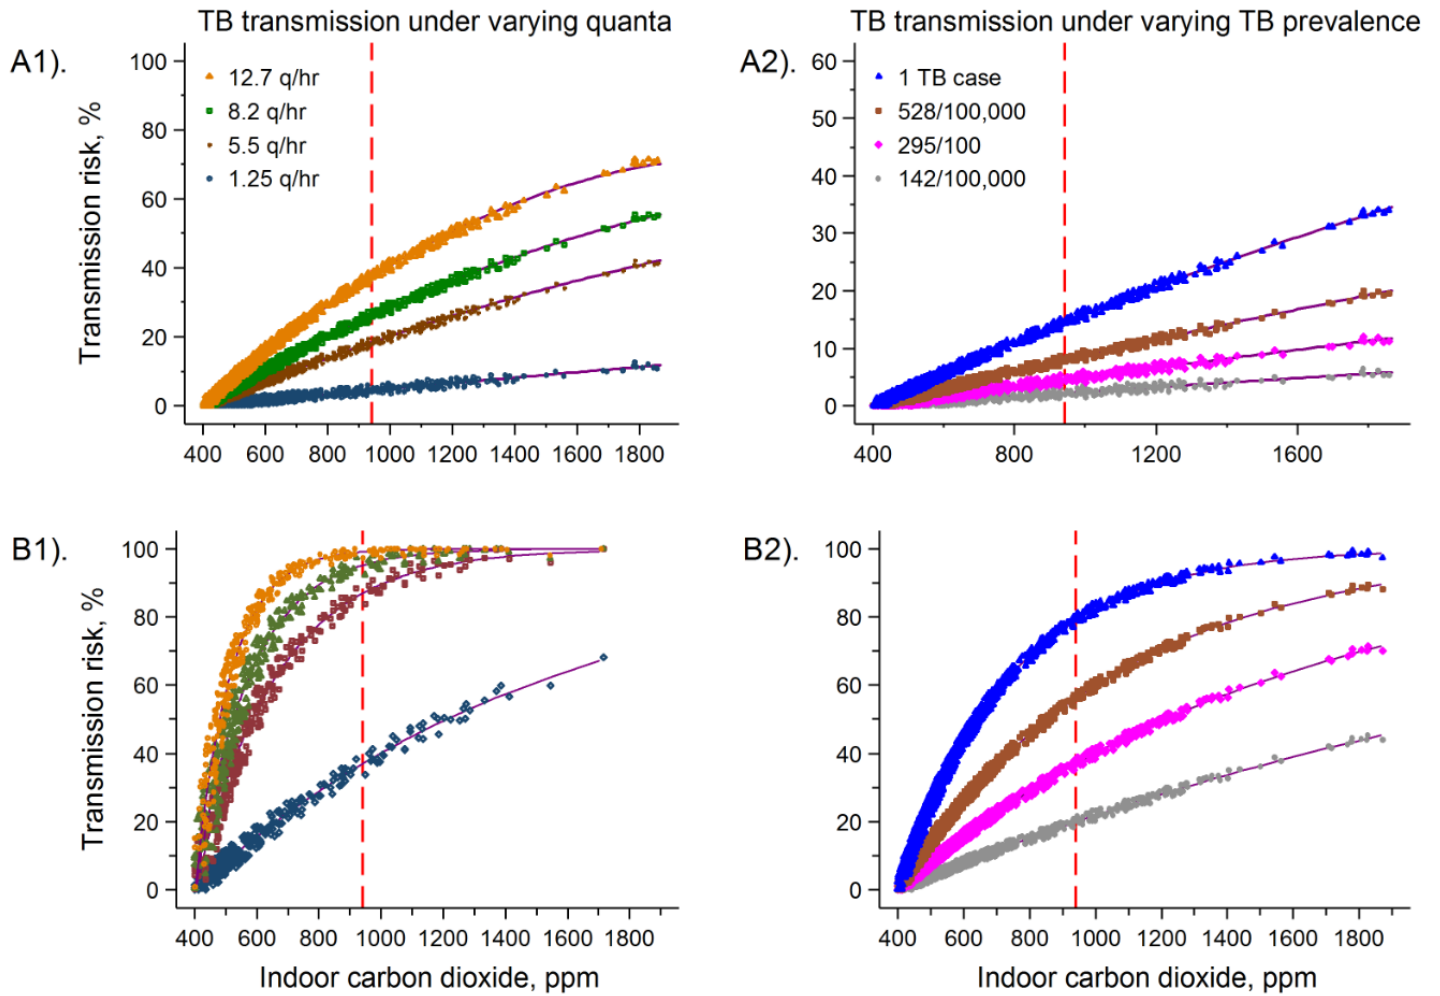 TB transmission under varying quanta
TB transmission under varying TB prevalence
A1).
Transmission risk, %
100
80
60
40
20
0
12.7 q/hr
8.2 q/hr
5.5 q/hr
1.25 q/hr
400 600 800 1000 1200 1400 1600 1800
A2).
60
50
40
30
20
10
0
1 TB case
528/100,000
295/100
142/100,000
400 800 1200 1600
B1).
Transmission risk, %
100
80
60
40
20
0
400 600 800 1000 1200 1400 1600 1800
Indoor carbon dioxide, ppm
B2).
100
80
60
40
20
0
400 600 800 1000 1200 1400 1600 1800
Indoor carbon dioxide, ppm